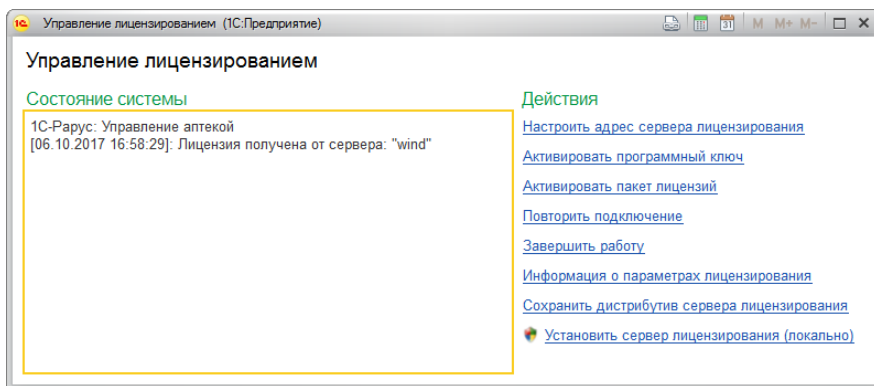 1С Управление лицензированием (1С:Предприятие) 31 M M+ M-
Управление лицензированием
Состояние системы
1С-Рарус: Управление аптекой
[06.10.2017 16:58:29]: Лицензия получена от сервера: "wind"
Действия
Настроить адрес сервера лицензирования
Активировать программный ключ
Активировать пакет лицензий
Повторить подключение
Завершить работу
Информация о параметрах лицензирования
Сохранить дистрибутив сервера лицензирования
Установить сервер лицензирования (локально)